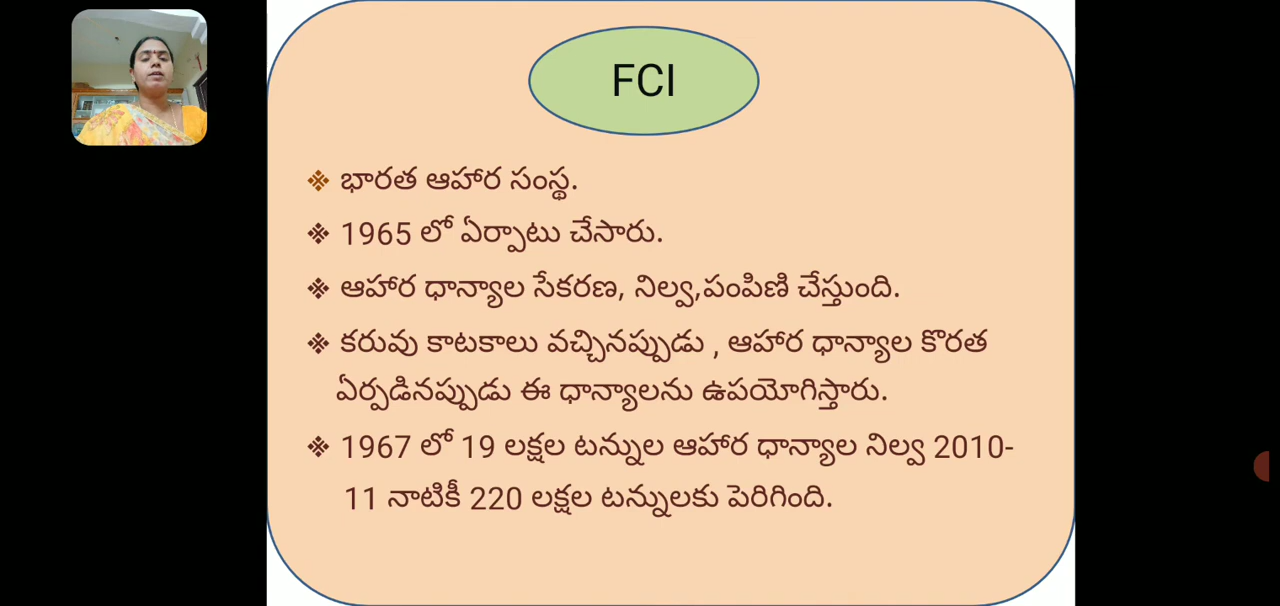 FCI
❖ భారత ఆహార సంస్థ.
❖ 1965 లో ఏర్పాటు చేసారు.
❖ ఆహార ధాన్యాల సేకరణ, నిల్వ,పంపిణి చేస్తుంది.
❖ కరువు కాటకాలు వచ్చినప్పుడు , ఆహార ధాన్యాల కొరత
ఏర్పడినప్పుడు ఈ ధాన్యాలను ఉపయోగిస్తారు.
❖ 1967 లో 19 లక్షల టన్నుల ఆహార ధాన్యాల నిల్వ 2010-
11 నాటికీ 220 లక్షల టన్నులకు పెరిగింది.